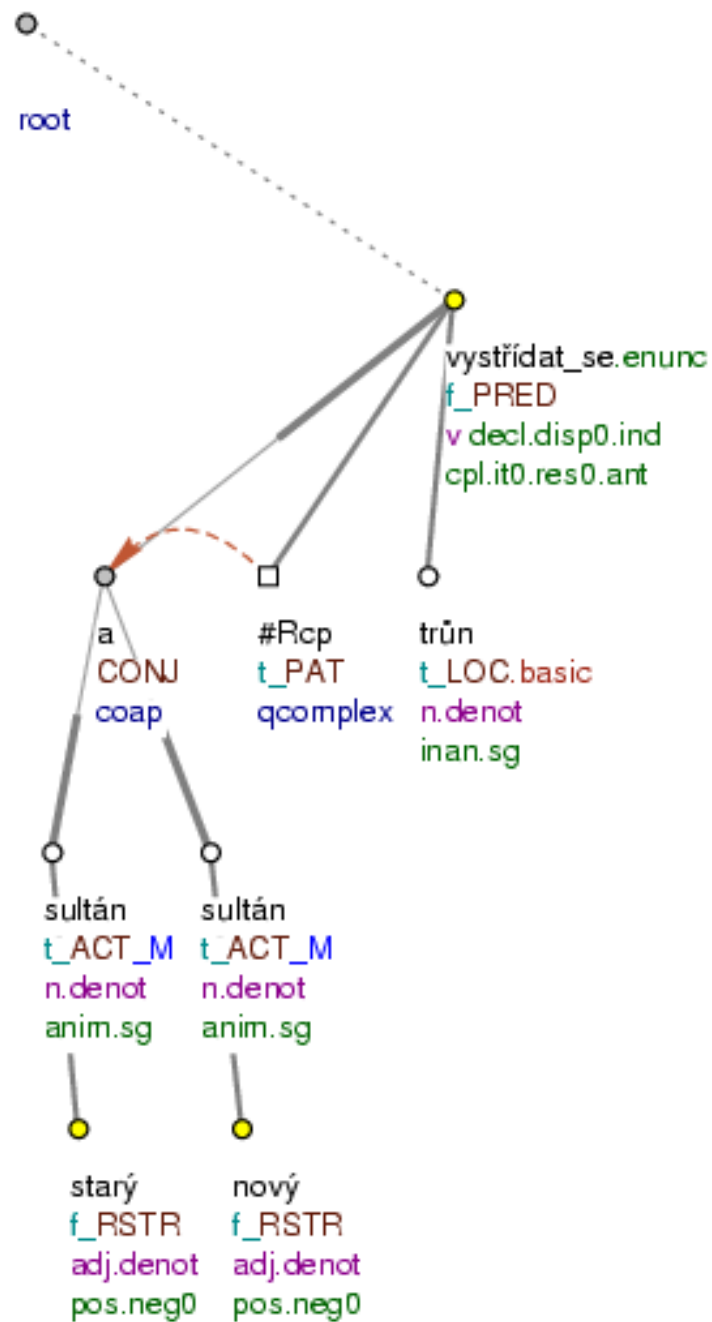 root
vystřídat_se.enunc
f_PRED
v decl.disp0.ind
cpl.it0.res0.ant
a
CONJ
coap
#Rcp
t_PAT
qcomplex
trůn
t_LOC.basic
n.denot
inan.sg
sultán
t_ACT_M
n.denot
anim.sg
sultán
t_ACT_M
n.denot
anim.sg
starý
f_RSTR
adj.denot
pos.neg0
nový
f_RSTR
adj.denot
pos.neg0